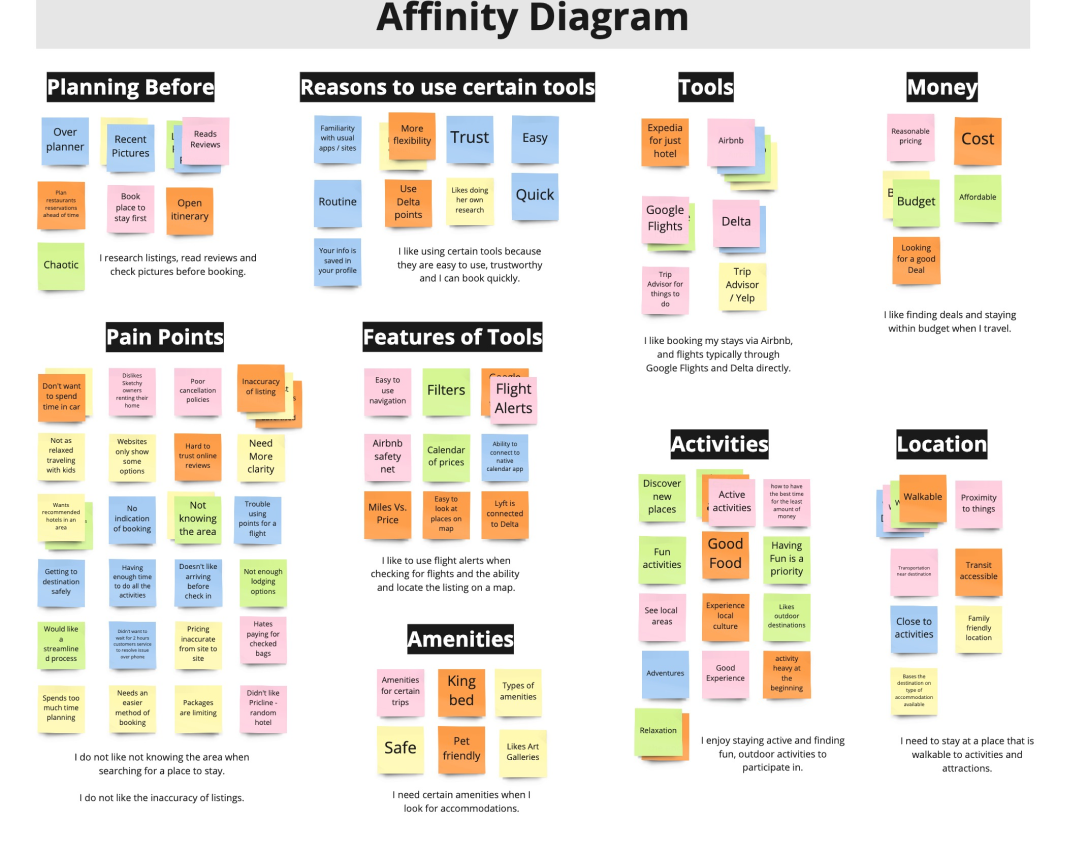 Affinity Diagram
Planning Before
Over
planner
Recent
Pictures
Reads
Reviews
Plan
restaurants
reservations
ahead of time
Book
place to
stay first
Open
itinerary
Chaotic
I research listings, read reviews and
check pictures before booking.
Reasons to use certain tools
Familiarity
with usual
apps / sites
More
flexibility
Trust
Easy
Routine
Use
Delta
points
Likes doing
her own
research
Quick
Your info is
saved in
your profile
I like using certain tools because
they are easy to use, trustworthy
and I can book quickly.
Tools
Expedia
for just
hotel
Airbnb
Google
Flights
Delta
Trip
Advisor for
things to
do
Trip
Advisor
/ Yelp
I like booking my stays via Airbnb,
and flights typically through
Google Flights and Delta directly.
Money
Reasonable
pricing
Cost
Budget
Affordable
Looking
for a good
Deal
I like finding deals and staying
within budget when I travel.
Pain Points
Don't want
to spend
time in car
Dislikes
Sketchy
owners
renting their
home
Poor
cancellation
policies
Inaccuracy
of listing
Not as
relaxed
traveling
with kids
Websites
only show
some
options
Hard to
trust online
reviews
Need
More
clarity
Wants
recommended
hotels in an
area
No
indication
of booking
Not
knowing
the area
Trouble
using
points for a
flight
Getting to
destination
safely
Having
enough time
to do all the
activities
Doesn't like
arriving
before
check in
Not enough
lodging
options
Would like
a
streamline
d process
Didn't want to
wait for 2 hours
customers service
to resolve issue
over phone
Pricing
inaccurate
from site to
site
Hates
paying for
checked
bags
Spends too
much time
planning
Needs an
easier
method of
booking
Packages
are limiting
Didn't like
Pricline -
random
hotel
I do not like not knowing the area when
searching for a place to stay.
I do not like the inaccuracy of listings.
Features of Tools
Easy to
use
navigation
Filters
Google
Flight
Alerts
Airbnb
safety
net
Calendar
of prices
Ability to
connect to
native
calendar app
Miles Vs.
Price
Easy to
look at
places on
map
Lyft is
connected
to Delta
I like to use flight alerts when
checking for flights and the ability
and locate the listing on a map.
Amenities
Amenities
for certain
trips
King
bed
Types of
amenities
Safe
Pet
friendly
Likes Art
Galleries
I need certain amenities when I
look for accommodations.
Activities
Discover
new
places
Active
activities
how to have
the best time
for the least
amount of
money
Fun
activities
Good
Food
Having
Fun is a
priority
See local
areas
Experience
local
culture
Likes
outdoor
destinations
Adventures
Good
Experience
activity
heavy at
the
beginning
Relaxation
I enjoy staying active and finding
fun, outdoor activities to
participate in.
Location
Walkable
Proximity
to things
Transportation
near destination
Transit
accessible
Close to
activities
Family
friendly
location
Bases the
destination on
type of
accommodation
available
I need to stay at a place that is
walkable to activities and
attractions.